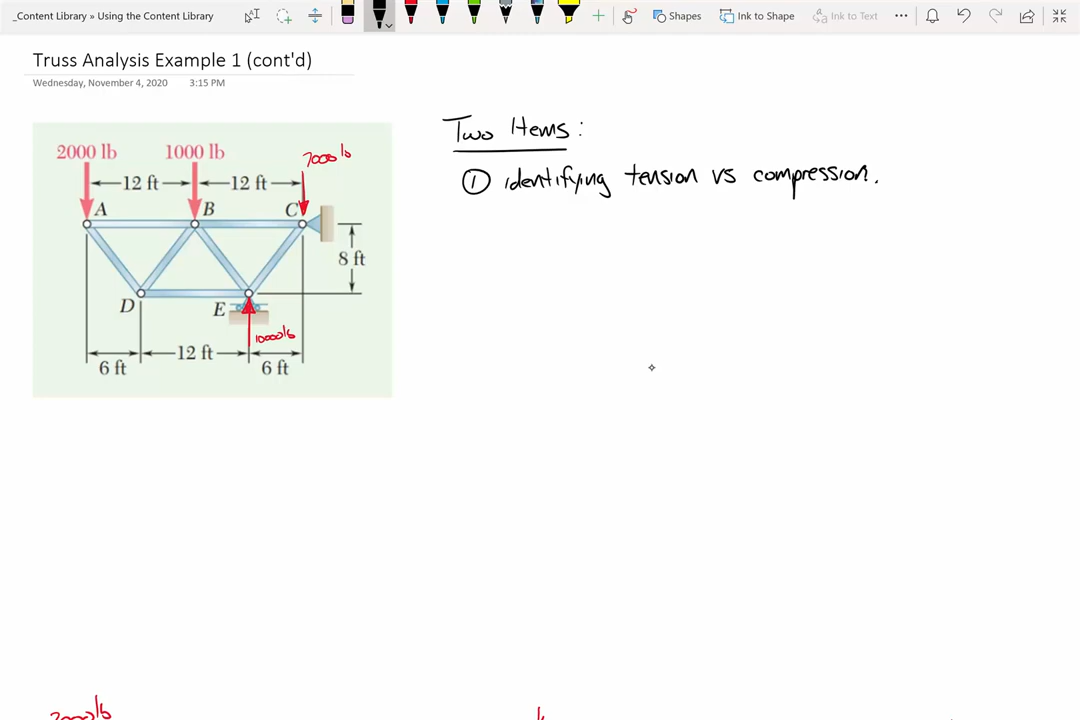 _Content Library » Using the Content Library
Shapes
Ink to Shape
Ink to Text
Truss Analysis Example 1 (cont'd)
Wednesday, November 4, 2020 3:15 PM
Two Items:
① identifying tension vs compression.
2000 lb 1000 lb 7000 lb
12 ft 12 ft
A B C
8 ft
D E
10000 lb
12 ft
6 ft 6 ft